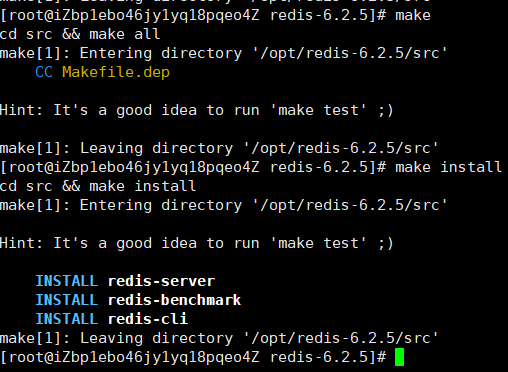 [root@iZbp1ebo46jy1yq18pqeo4Z redis-6.2.5]# make
cd src && make all
make[1]: Entering directory '/opt/redis-6.2.5/src'
CC Makefile.dep
Hint: It's a good idea to run 'make test' ;)
make[1]: Leaving directory '/opt/redis-6.2.5/src'
[root@iZbp1ebo46jy1yq18pqeo4Z redis-6.2.5]# make install
cd src && make install
make[1]: Entering directory '/opt/redis-6.2.5/src'
Hint: It's a good idea to run 'make test' ;)
INSTALL redis-server
INSTALL redis-benchmark
INSTALL redis-cli
make[1]: Leaving directory '/opt/redis-6.2.5/src'
[root@iZbp1ebo46jy1yq18pqeo4Z redis-6.2.5]#